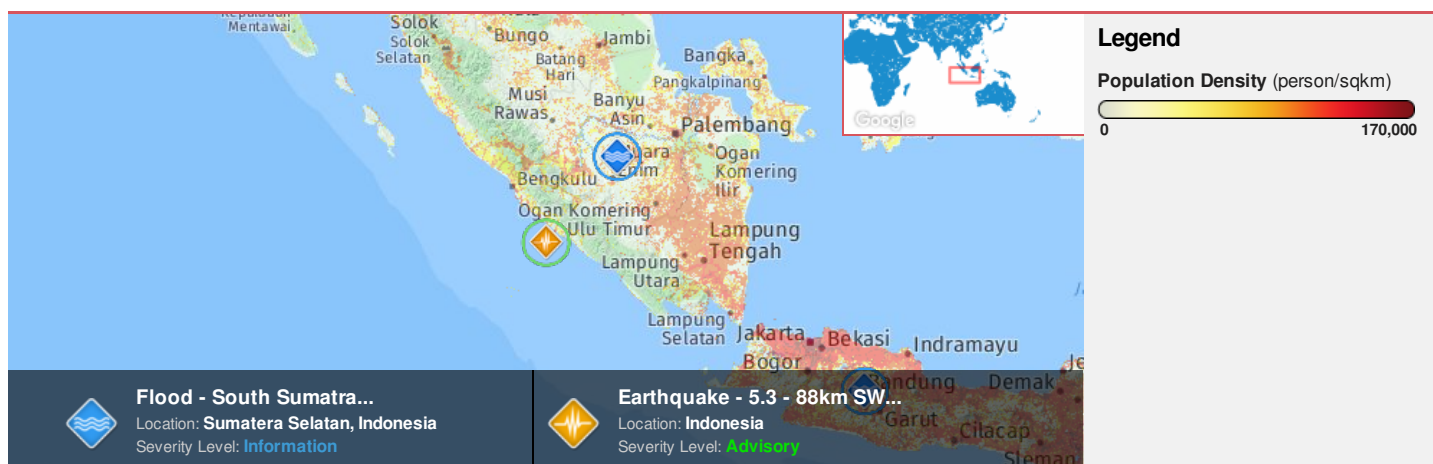 Mentawai
Solok
Solok
Selatan
Bungo
Jambi
Batang
Hari
Bangka
Pangkalpinang
Musi
Rawas
Banyu
Asin
Palembang
Enim
Ogan
Komering
Ilir
Bengkulu
Ogan Komering
Ulu Timur
Lampung
Tengah
Lampung
Utara
Lampung
Selatan
Jakarta
Bekasi
Indramayu
Bogor
Bandung
Demak
Garut
Cilacap
Sleman
Google
Legend
Population Density (person/sqkm)
0 170,000
Flood - South Sumatra...
Location: Sumatera Selatan, Indonesia
Severity Level: Information
Earthquake - 5.3 - 88km SW...
Location: Indonesia
Severity Level: Advisory